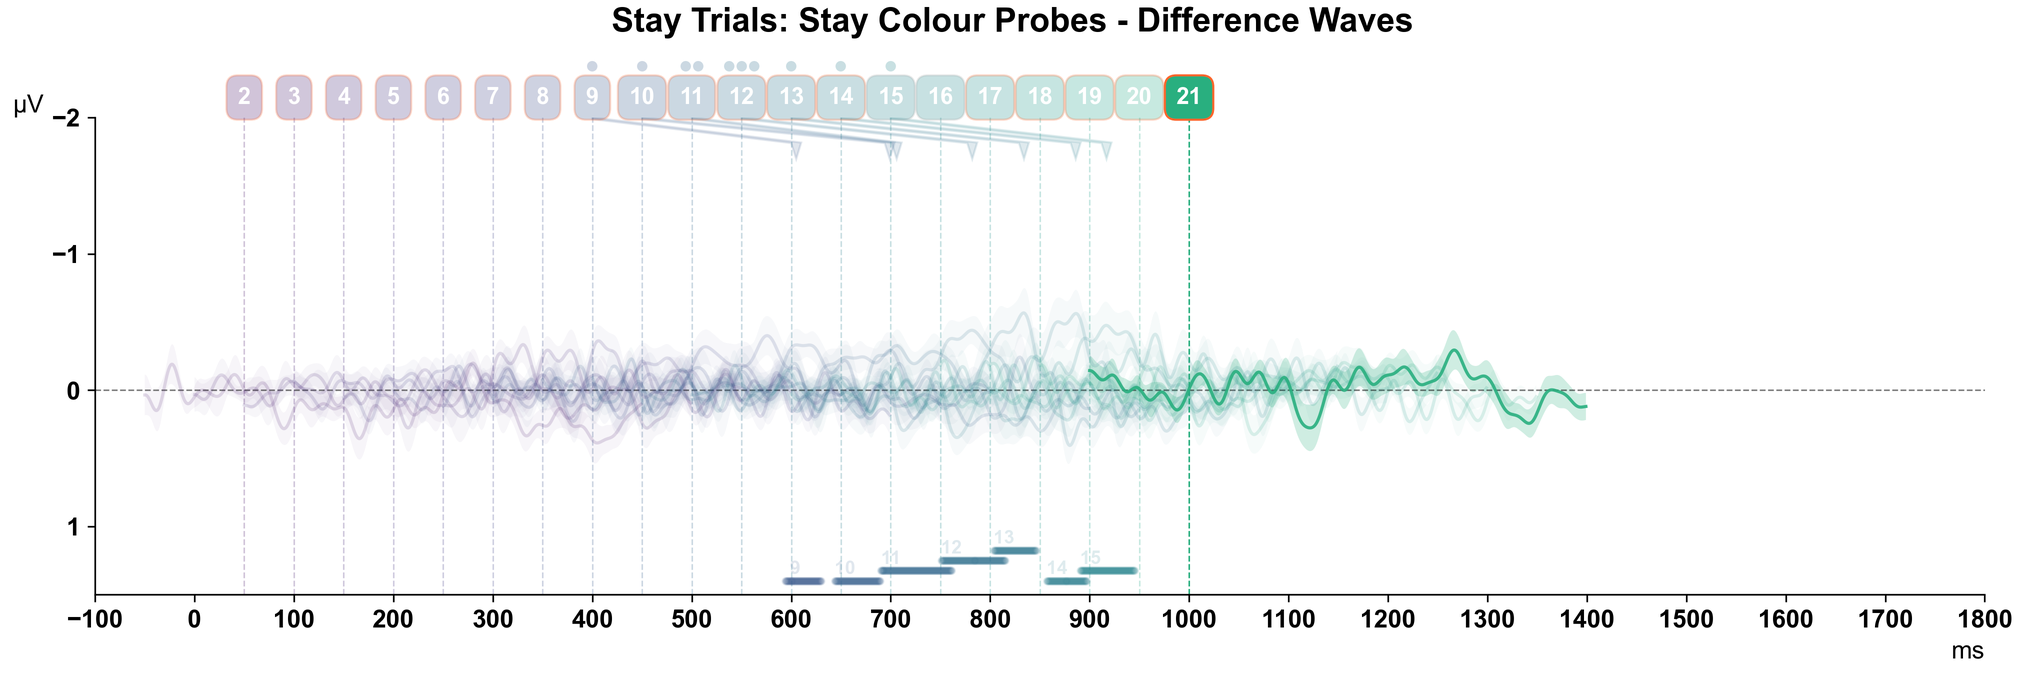 Stay Trials: Stay Colour Probes - Difference Waves
2 3 4 5 6 7 8 9 10 11 12 13 14 15 16 17 18 19 20 21
µV
−2
−1
0
1
13
12
9 10 11 14 15
−100 0 100 200 300 400 500 600 700 800 900 1000 1100 1200 1300 1400 1500 1600 1700 1800
ms